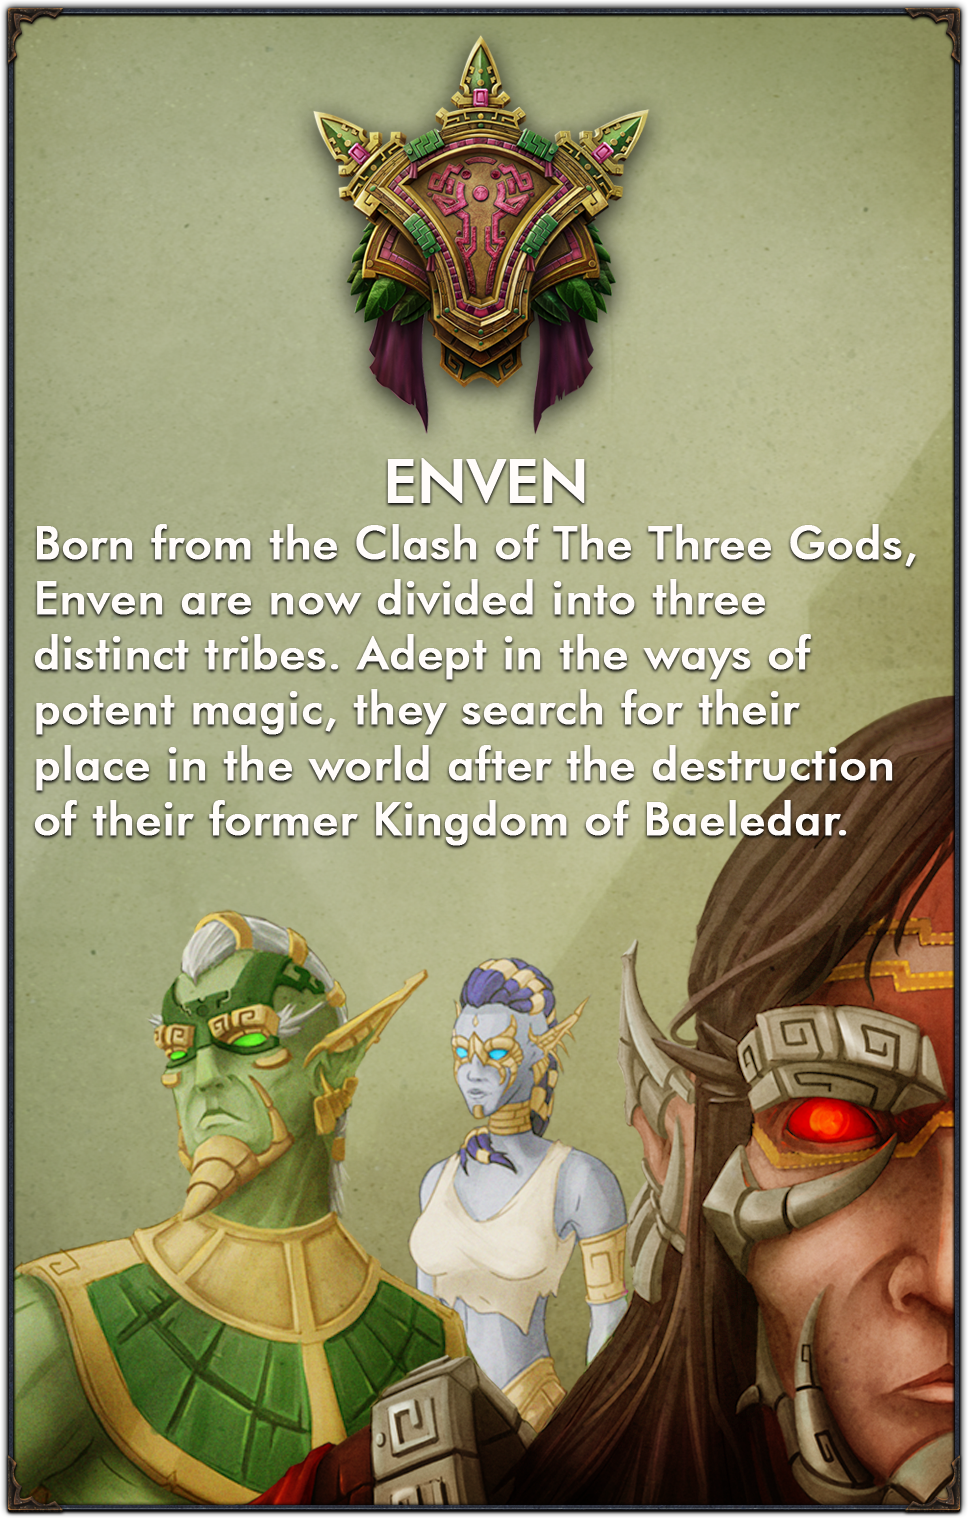 ENVEN
Born from the Clash of The Three Gods,
Enven are now divided into three
distinct tribes. Adept in the ways of
potent magic, they search for their
place in the world after the destruction
of their former Kingdom of Baeledar.